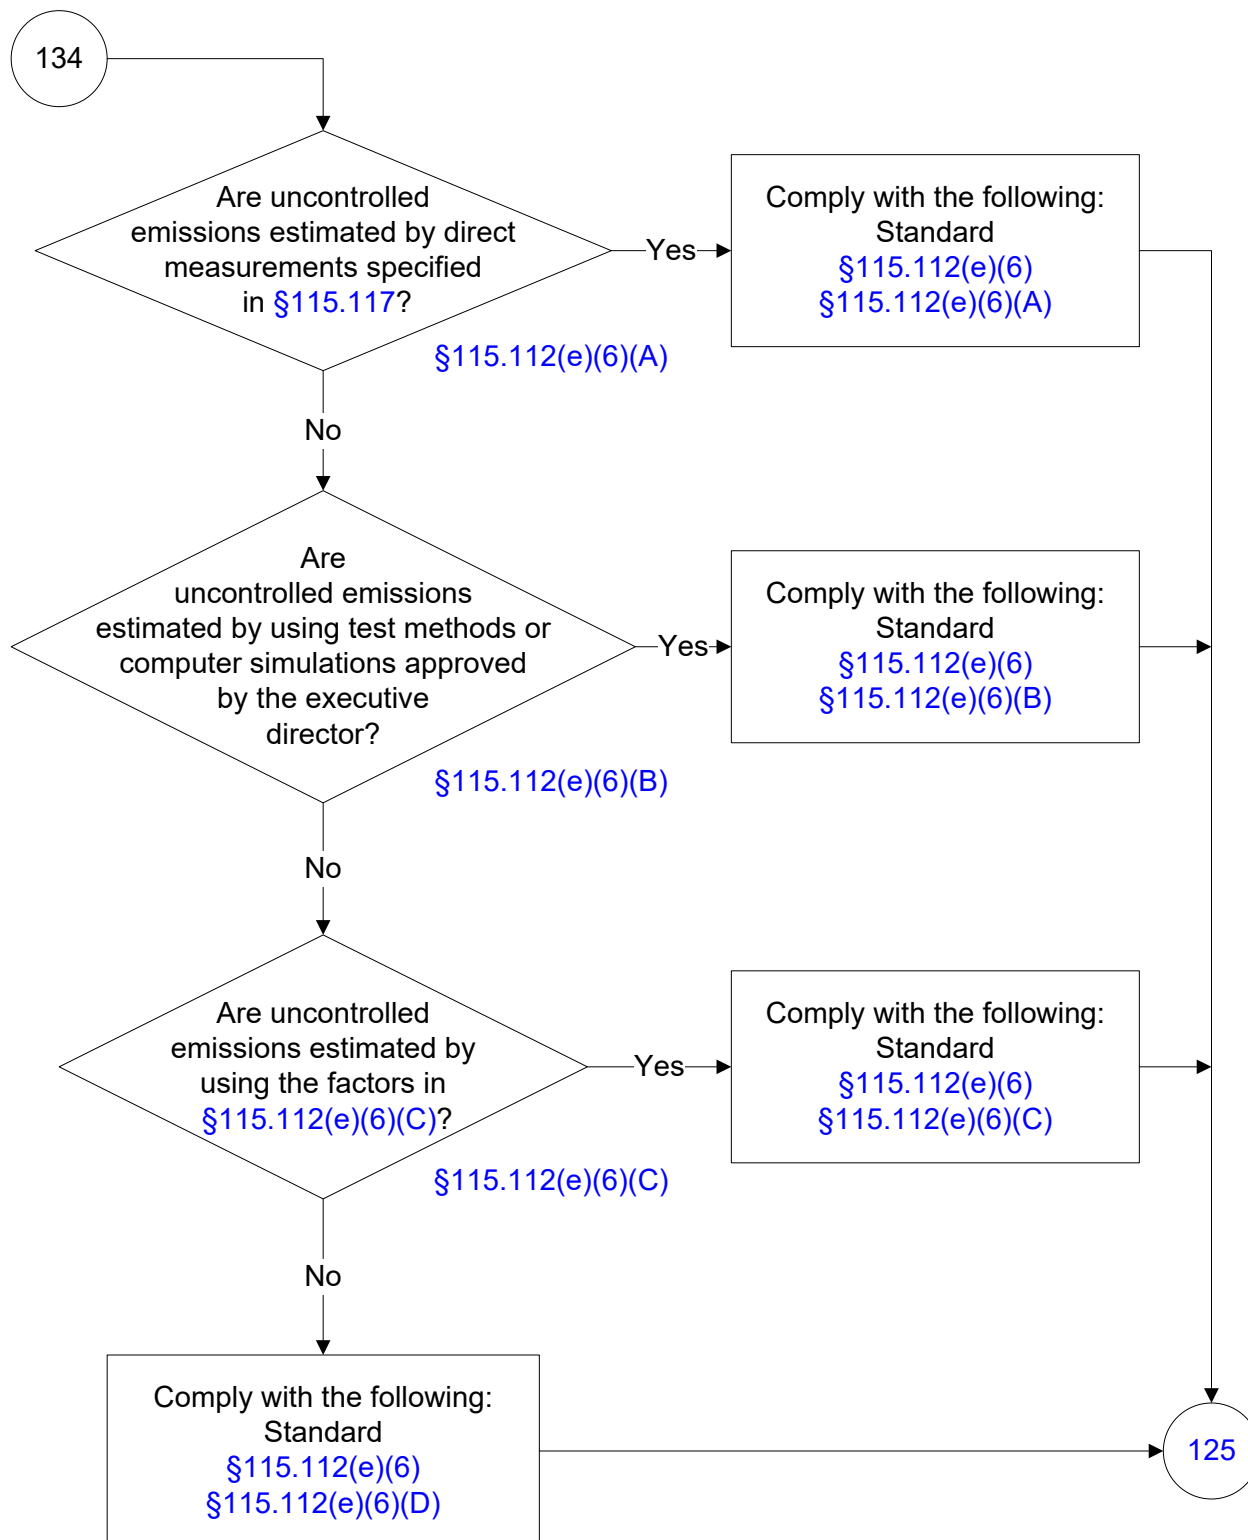 134
Are uncontrolled
emissions estimated by direct
measurements specified
in §115.117?
Yes
Comply with the following:
Standard
§115.112(e)(6)
§115.112(e)(6)(A)
§115.112(e)(6)(A)
No
Are
uncontrolled emissions
estimated by using test methods or
computer simulations approved
by the executive
director?
Yes
Comply with the following:
Standard
§115.112(e)(6)
§115.112(e)(6)(B)
§115.112(e)(6)(B)
No
Are uncontrolled
emissions estimated by
using the factors in
§115.112(e)(6)(C)?
Yes
Comply with the following:
Standard
§115.112(e)(6)
§115.112(e)(6)(C)
§115.112(e)(6)(C)
No
Comply with the following:
Standard
§115.112(e)(6)
§115.112(e)(6)(D)
125